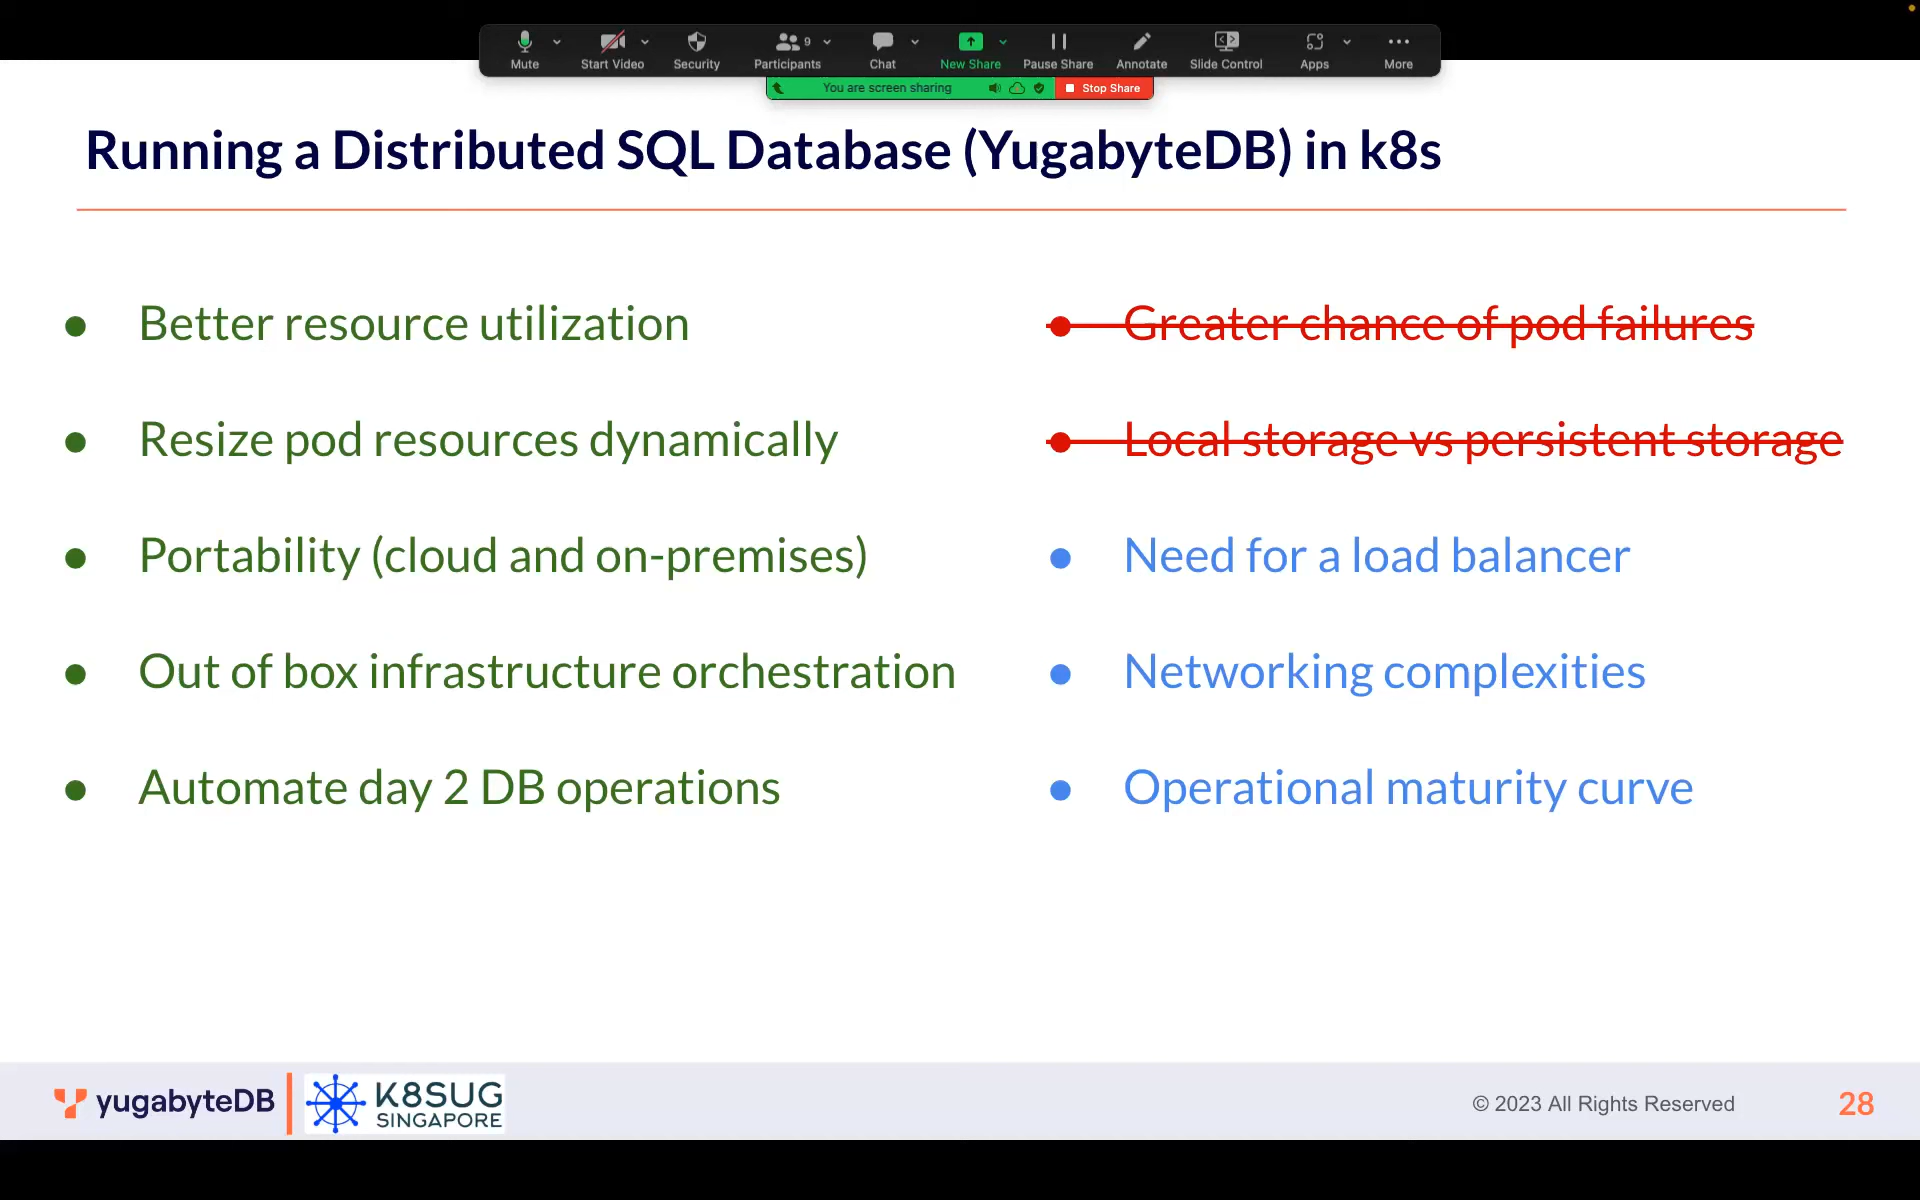 Mute
Start Video
Security
Participants
9
Chat
New Share
Pause Share
Annotate
Slide Control
Apps
More
You are screen sharing
Stop Share
Running a Distributed SQL Database (YugabyteDB) in k8s
● Better resource utilization
● Resize pod resources dynamically
● Portability (cloud and on-premises)
● Out of box infrastructure orchestration
● Automate day 2 DB operations
● Greater chance of pod failures
● Local storage vs persistent storage
● Need for a load balancer
● Networking complexities
● Operational maturity curve
yugabyteDB
K8SUG
SINGAPORE
© 2023 All Rights Reserved
28